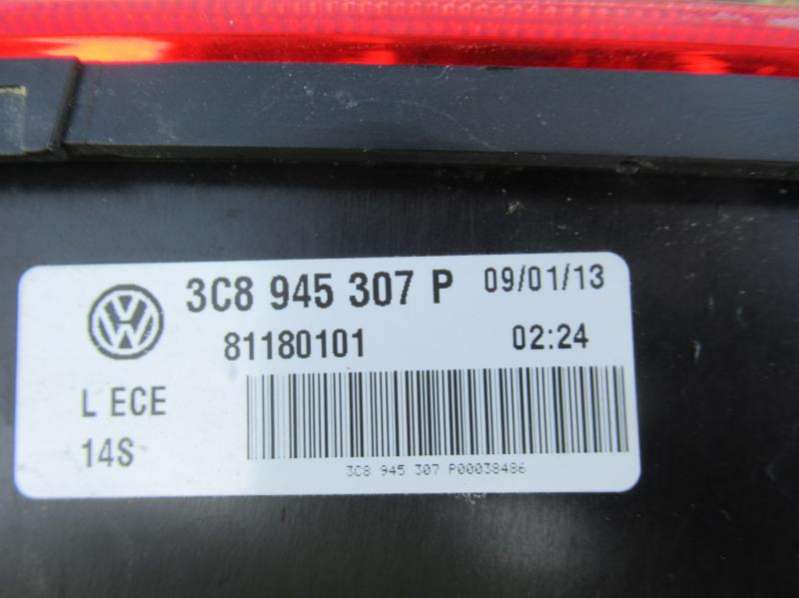 3C8 945 307 P 09/01/13
81180101 02:24
L ECE
14S
3C8 945 307 P00038486